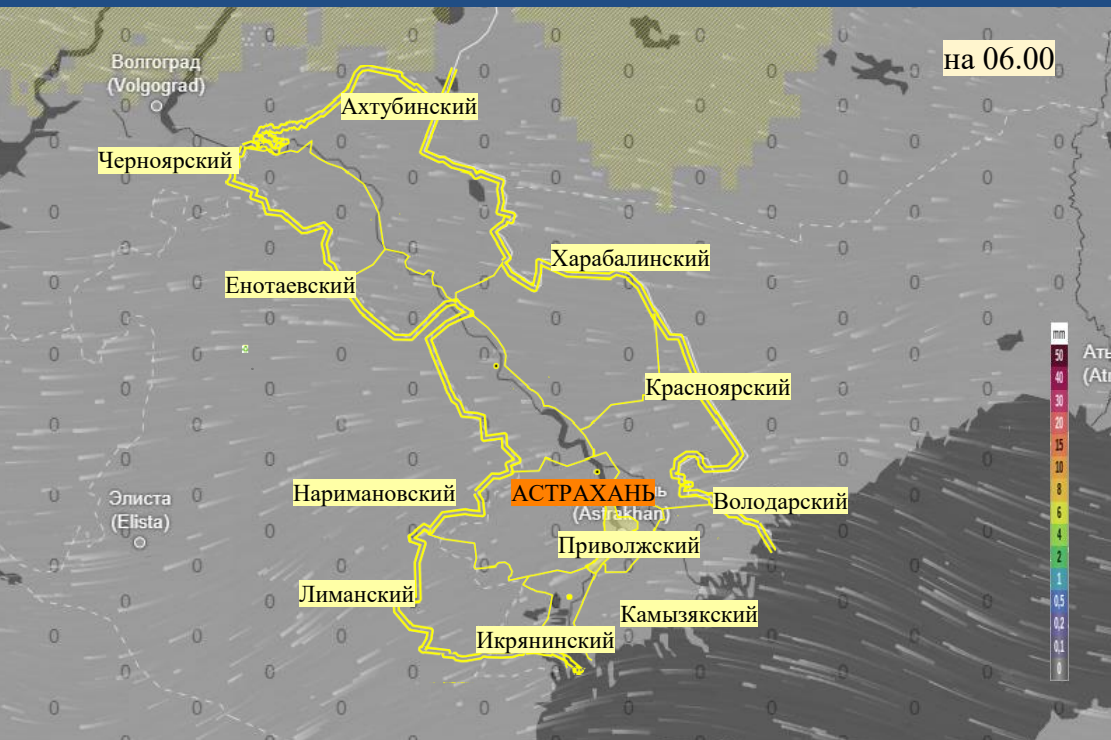 на 06.00
Волгоград
(Volgograd)
Ахтубинский
Черноярский
Харабалинский
Енотаевский
mm
50
40
30
20
15
10
8
6
4
2
1
0,5
0,2
0,1
0
Красноярский
Элиста
(Elista)
Наримановский
АСТРАХАНЬ
(Astrakhan)
Володарский
Приволжский
Лиманский
Камызякский
Икрянинский